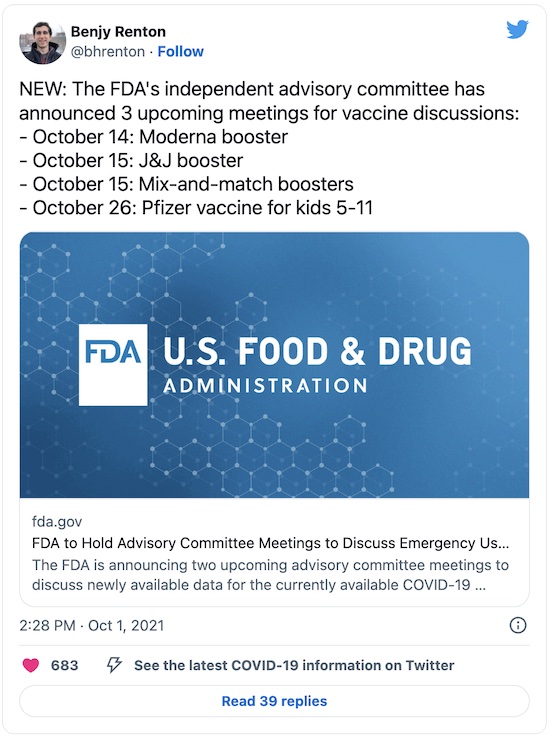 Benjy Renton
@bhrenton · Follow
NEW: The FDA's independent advisory committee has
announced 3 upcoming meetings for vaccine discussions:
- October 14: Moderna booster
- October 15: J&J booster
- October 15: Mix-and-match boosters
- October 26: Pfizer vaccine for kids 5-11
FDA
U.S. FOOD & DRUG
ADMINISTRATION
fda.gov
FDA to Hold Advisory Committee Meetings to Discuss Emergency Us...
The FDA is announcing two upcoming advisory committee meetings to
discuss newly available data for the currently available COVID-19 ...
2:28 PM · Oct 1, 2021
683 See the latest COVID-19 information on Twitter
Read 39 replies